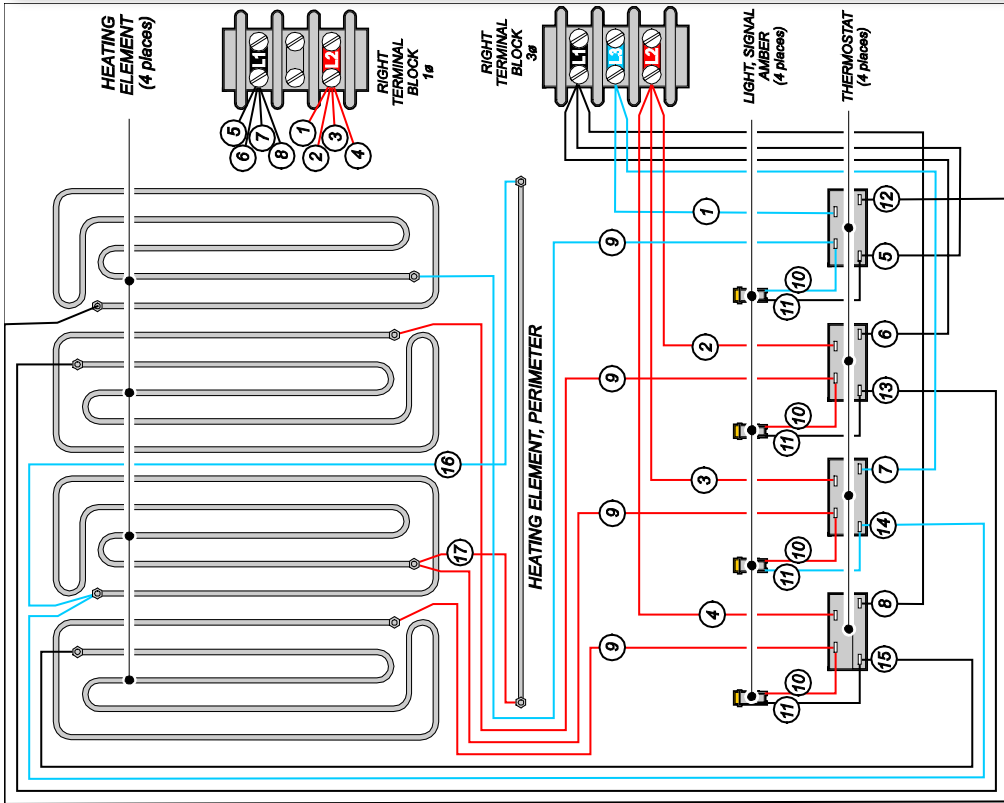 HEATING
ELEMENT
(4 places)
L1
L2
RIGHT
TERMINAL
BLOCK
1ø
5
6
7
8
1
2
3
4
RIGHT
TERMINAL
BLOCK
3ø
L1
L3
L2
LIGHT, SIGNAL
AMBER
(4 places)
THERMOSTAT
(4 places)
HEATING ELEMENT, PERIMETER
1
12
9
5
10
11
2
6
9
13
10
11
16
3
7
9
14
10
11
17
4
8
9
15
10
11